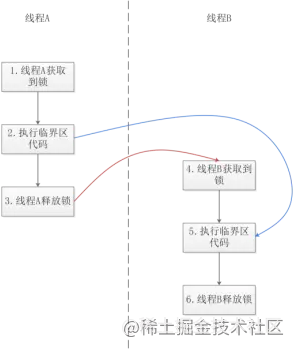 线程A
线程B
1.线程A获取
到锁
2.执行临界区
代码
3.线程A释放锁
4.线程B获取到
锁
5.执行临界区
代码
6.线程B释放锁
@稀土掘金技术社区